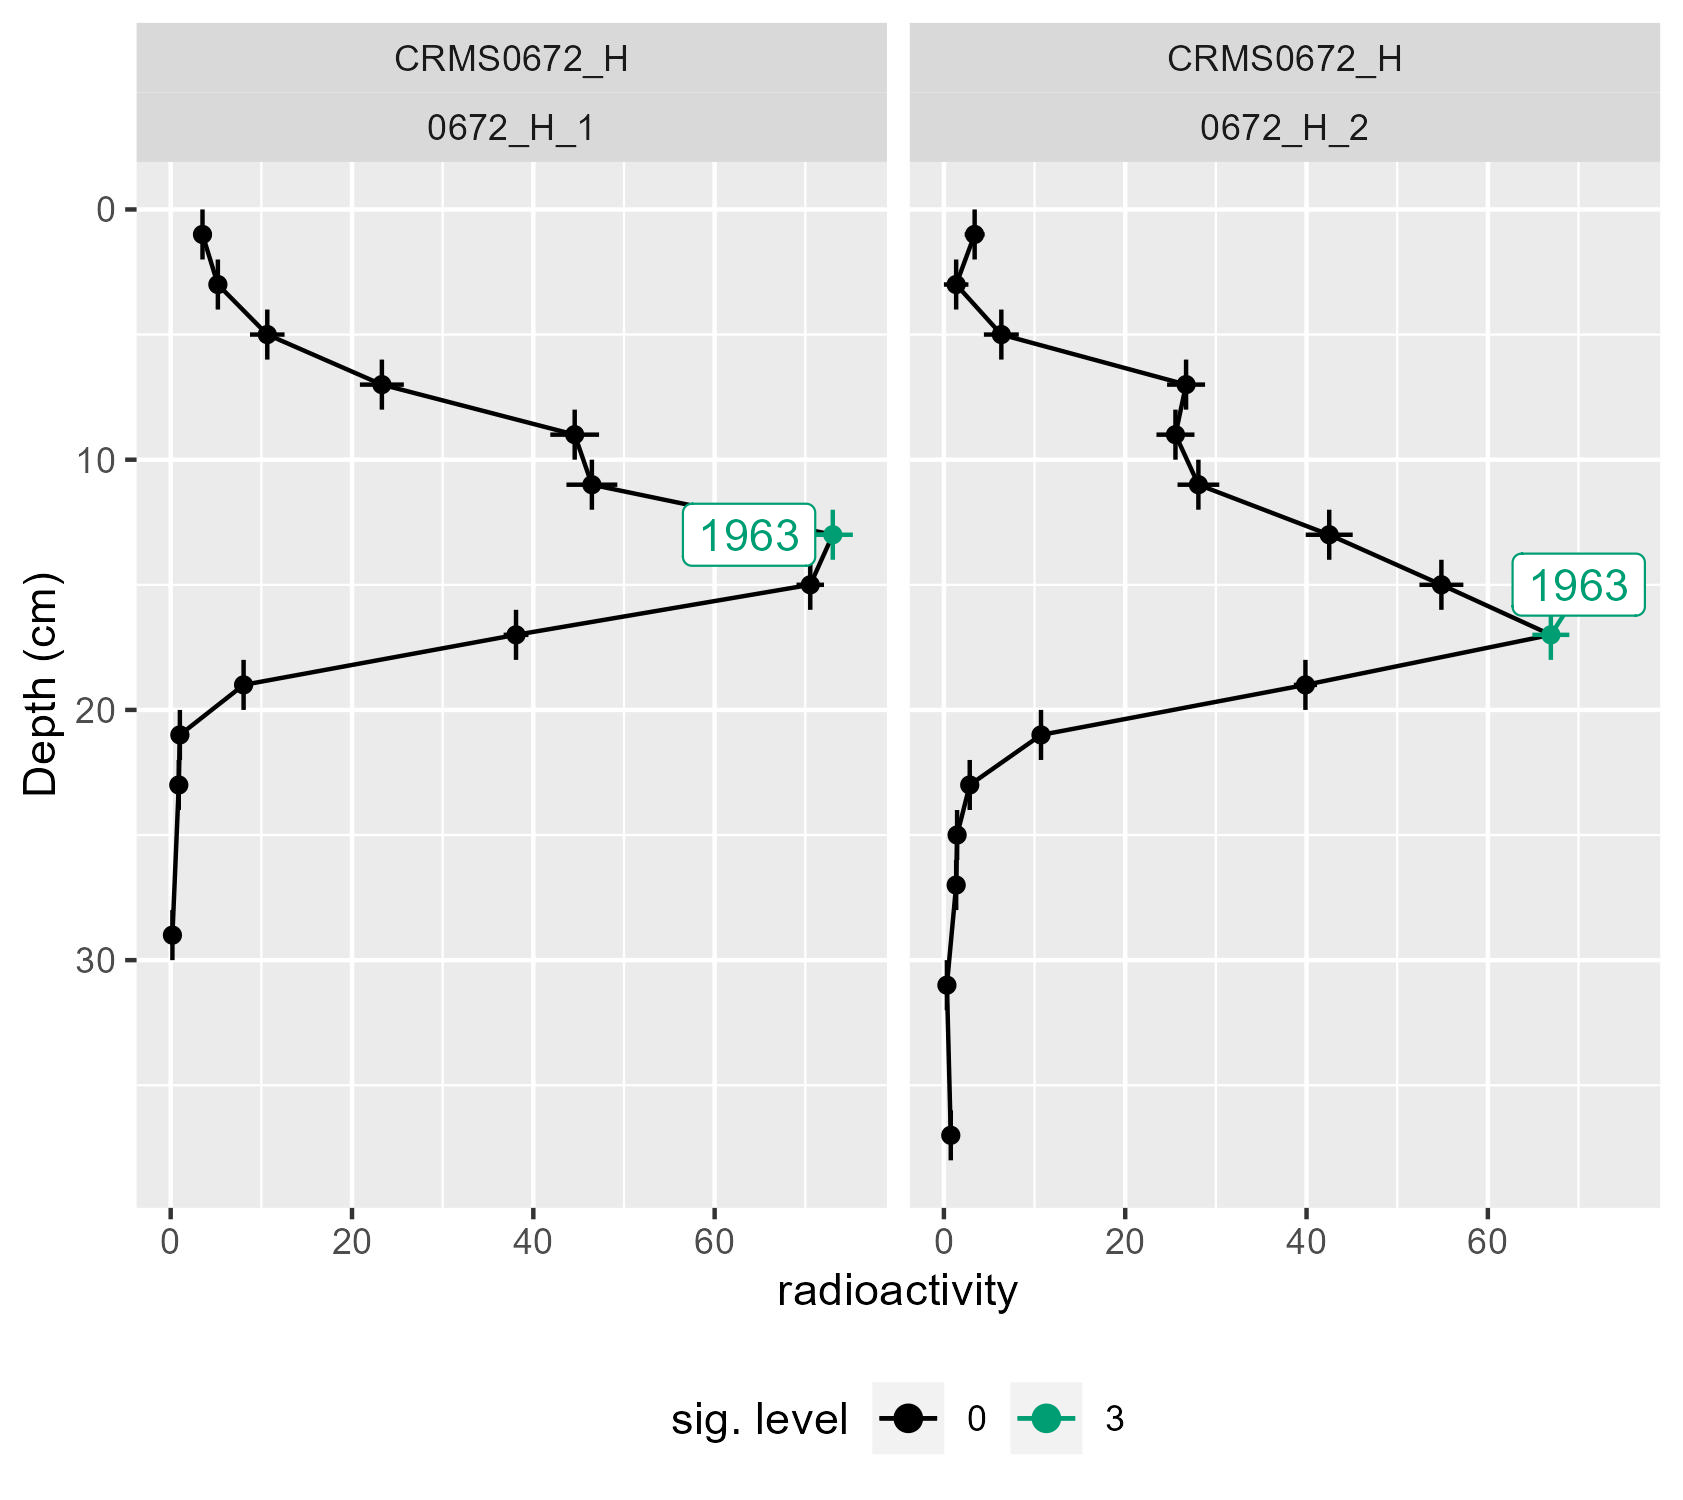 CRMS0672_H CRMS0672_H
0672_H_1 0672_H_2
0
10
1963
1963
20
30
Depth (cm)
0 20 40 60 0 20 40 60
radioactivity
sig. level 0 3